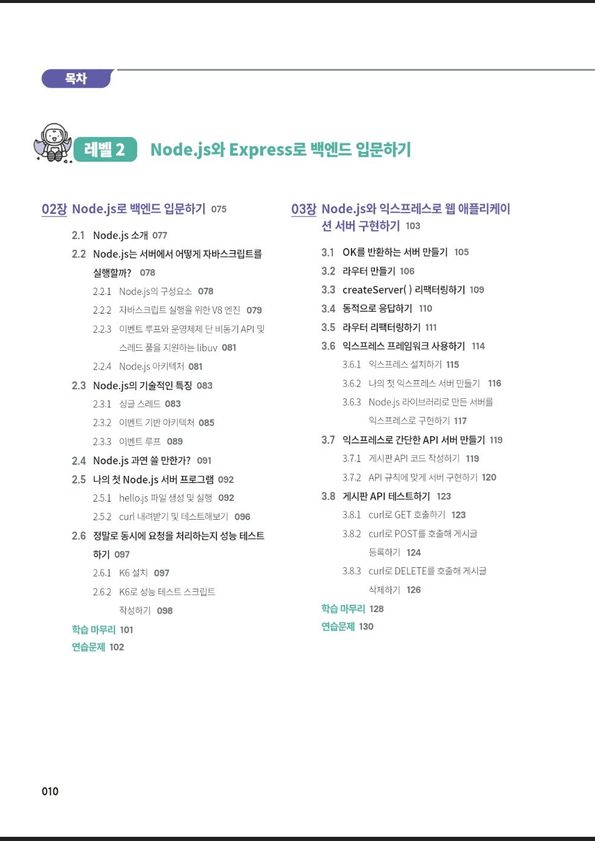 목차
레벨 2 Node.js와 Express로 백엔드 입문하기
02장 Node.js로 백엔드 입문하기 075
2.1 Node.js 소개 077
2.2 Node.js는 서버에서 어떻게 자바스크립트를
실행할까? 078
2.2.1 Node.js의 구성요소 078
2.2.2 자바스크립트 실행을 위한 V8 엔진 079
2.2.3 이벤트 루프와 운영체제 단 비동기 API 및
스레드 풀을 지원하는 libuv 081
2.2.4 Node.js 아키텍처 081
2.3 Node.js의 기술적인 특징 083
2.3.1 싱글 스레드 083
2.3.2 이벤트 기반 아키텍처 085
2.3.3 이벤트 루프 089
2.4 Node.js 과연 쓸 만한가? 091
2.5 나의 첫 Node.js 서버 프로그램 092
2.5.1 hello.js 파일 생성 및 실행 092
2.5.2 curl 내려받기 및 테스트해보기 096
2.6 정말로 동시에 요청을 처리하는지 성능 테스트
하기 097
2.6.1 K6 설치 097
2.6.2 K6로 성능 테스트 스크립트
작성하기 098
학습 마무리 101
연습문제 102
03장 Node.js와 익스프레스로 웹 애플리케이
션 서버 구현하기 103
3.1 OK를 반환하는 서버 만들기 105
3.2 라우터 만들기 106
3.3 createServer( ) 리팩터링하기 109
3.4 동적으로 응답하기 110
3.5 라우터 리팩터링하기 111
3.6 익스프레스 프레임워크 사용하기 114
3.6.1 익스프레스 설치하기 115
3.6.2 나의 첫 익스프레스 서버 만들기 116
3.6.3 Node.js 라이브러리로 만든 서버를
익스프레스로 구현하기 117
3.7 익스프레스로 간단한 API 서버 만들기 119
3.7.1 게시판 API 코드 작성하기 119
3.7.2 API 규칙에 맞게 서버 구현하기 120
3.8 게시판 API 테스트하기 123
3.8.1 curl로 GET 호출하기 123
3.8.2 curl로 POST를 호출해 게시글
등록하기 124
3.8.3 curl로 DELETE를 호출해 게시글
삭제하기 126
학습 마무리 128
연습문제 130
010